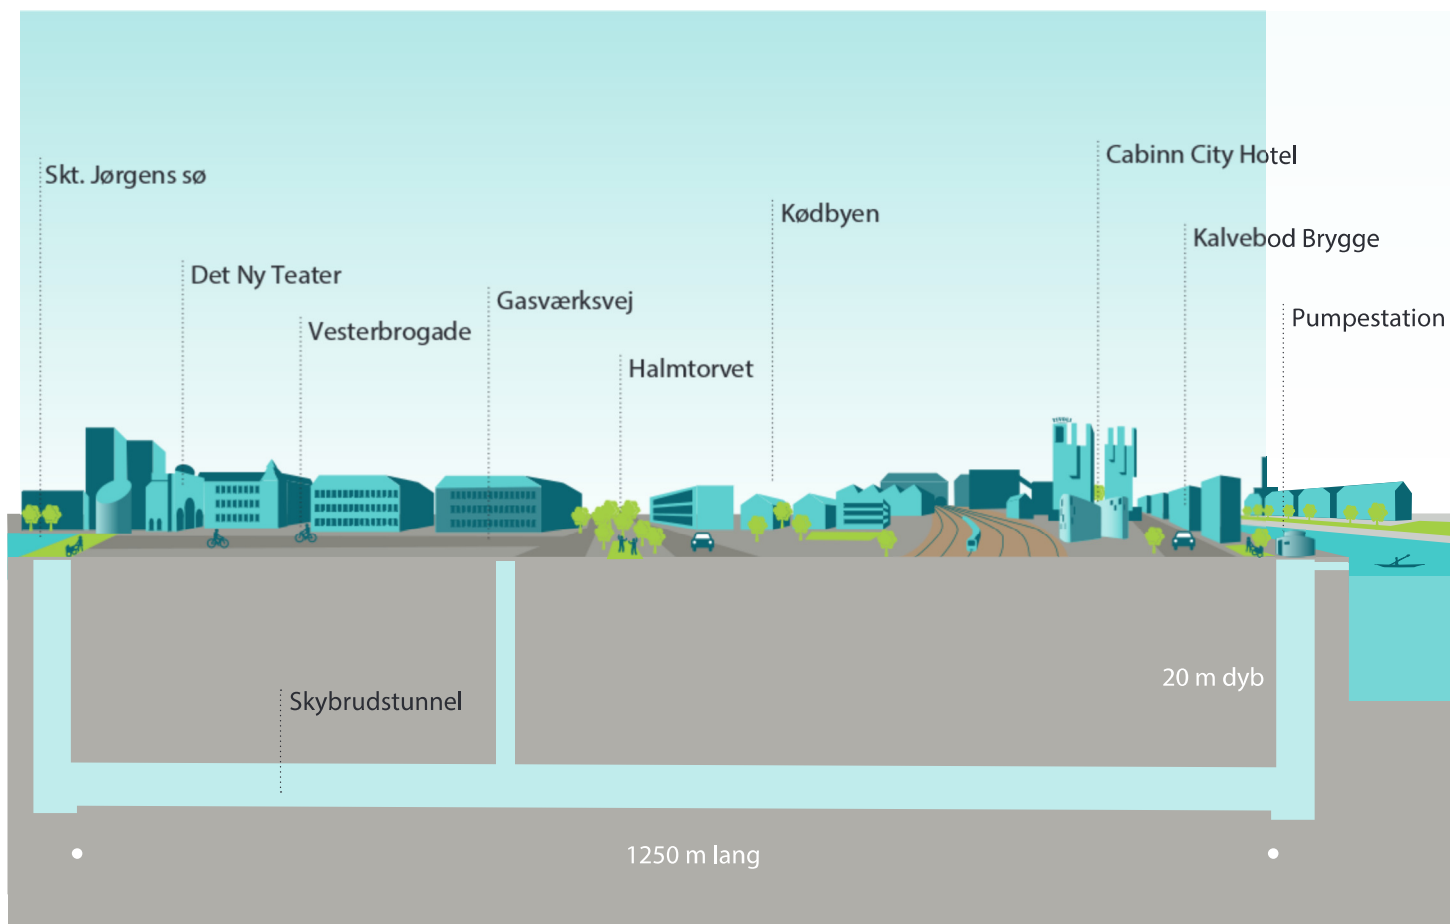 Skt. Jørgens sø
Det Ny Teater
Vesterbrogade
Gasværksvej
Halmtorvet
Kødbyen
Cabinn City Hotel
Kalvebod Brygge
Pumpestation
20 m dyb
Skybrudstunnel
1250 m lang